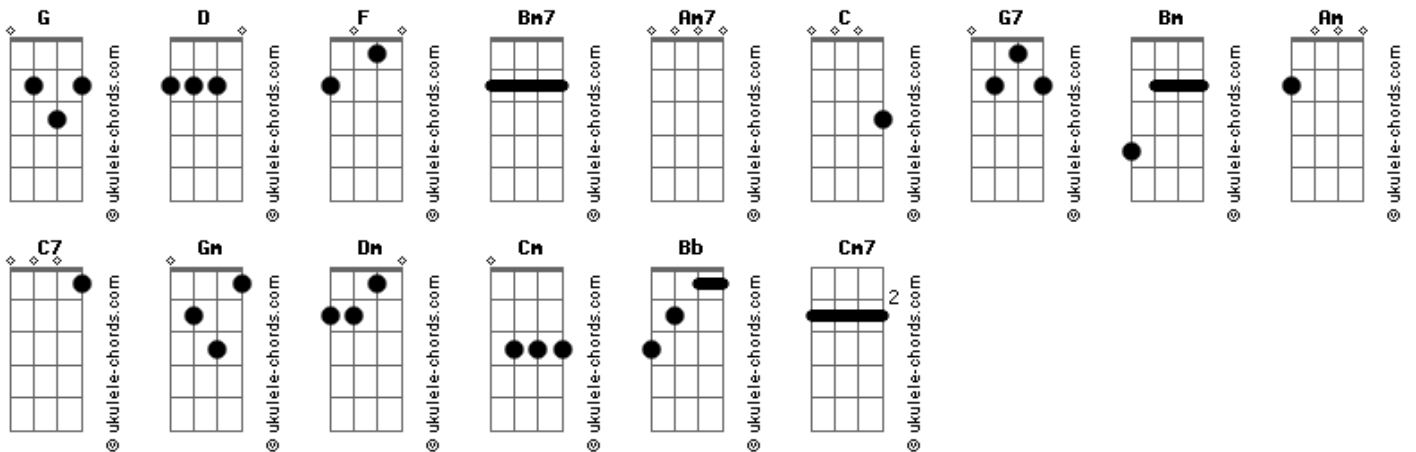 G D F Bm7 Am7 C G7 Bm Am
© ukulele-chords.com © ukulele-chords.com © ukulele-chords.com © ukulele-chords.com © ukulele-chords.com © ukulele-chords.com © ukulele-chords.com © ukulele-chords.com © ukulele-chords.com
C7 Gm Dm Cm Bb Cm7
2
© ukulele-chords.com © ukulele-chords.com © ukulele-chords.com © ukulele-chords.com © ukulele-chords.com © ukulele-chords.com